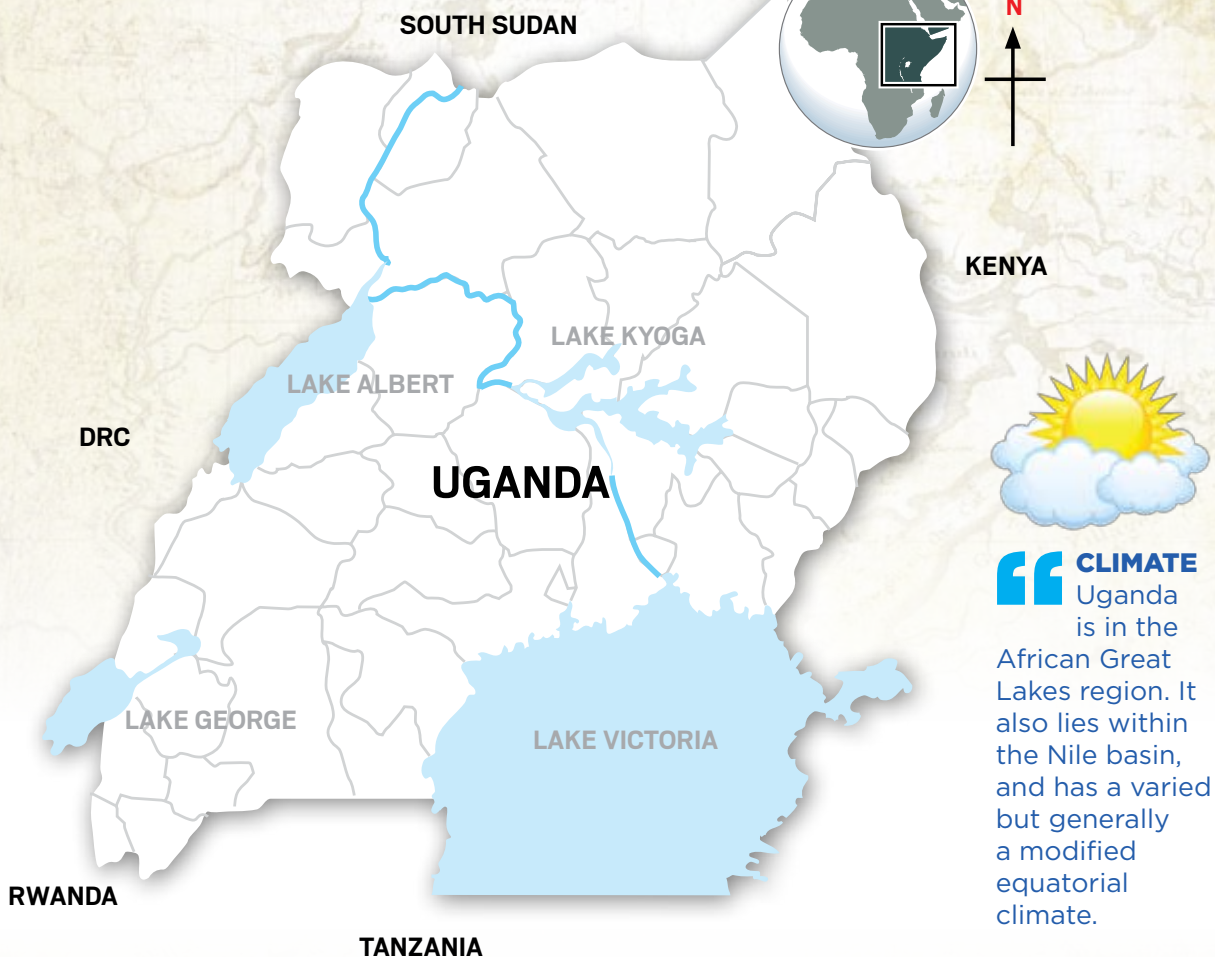 SOUTH SUDAN
N
KENYA
LAKE KYOGA
LAKE ALBERT
DRC
UGANDA
LAKE GEORGE
LAKE VICTORIA
RWANDA
TANZANIA
CLIMATE
Uganda
is in the
African Great
Lakes region. It
also lies within
the Nile basin,
and has a varied
but generally
a modified
equatorial
climate.